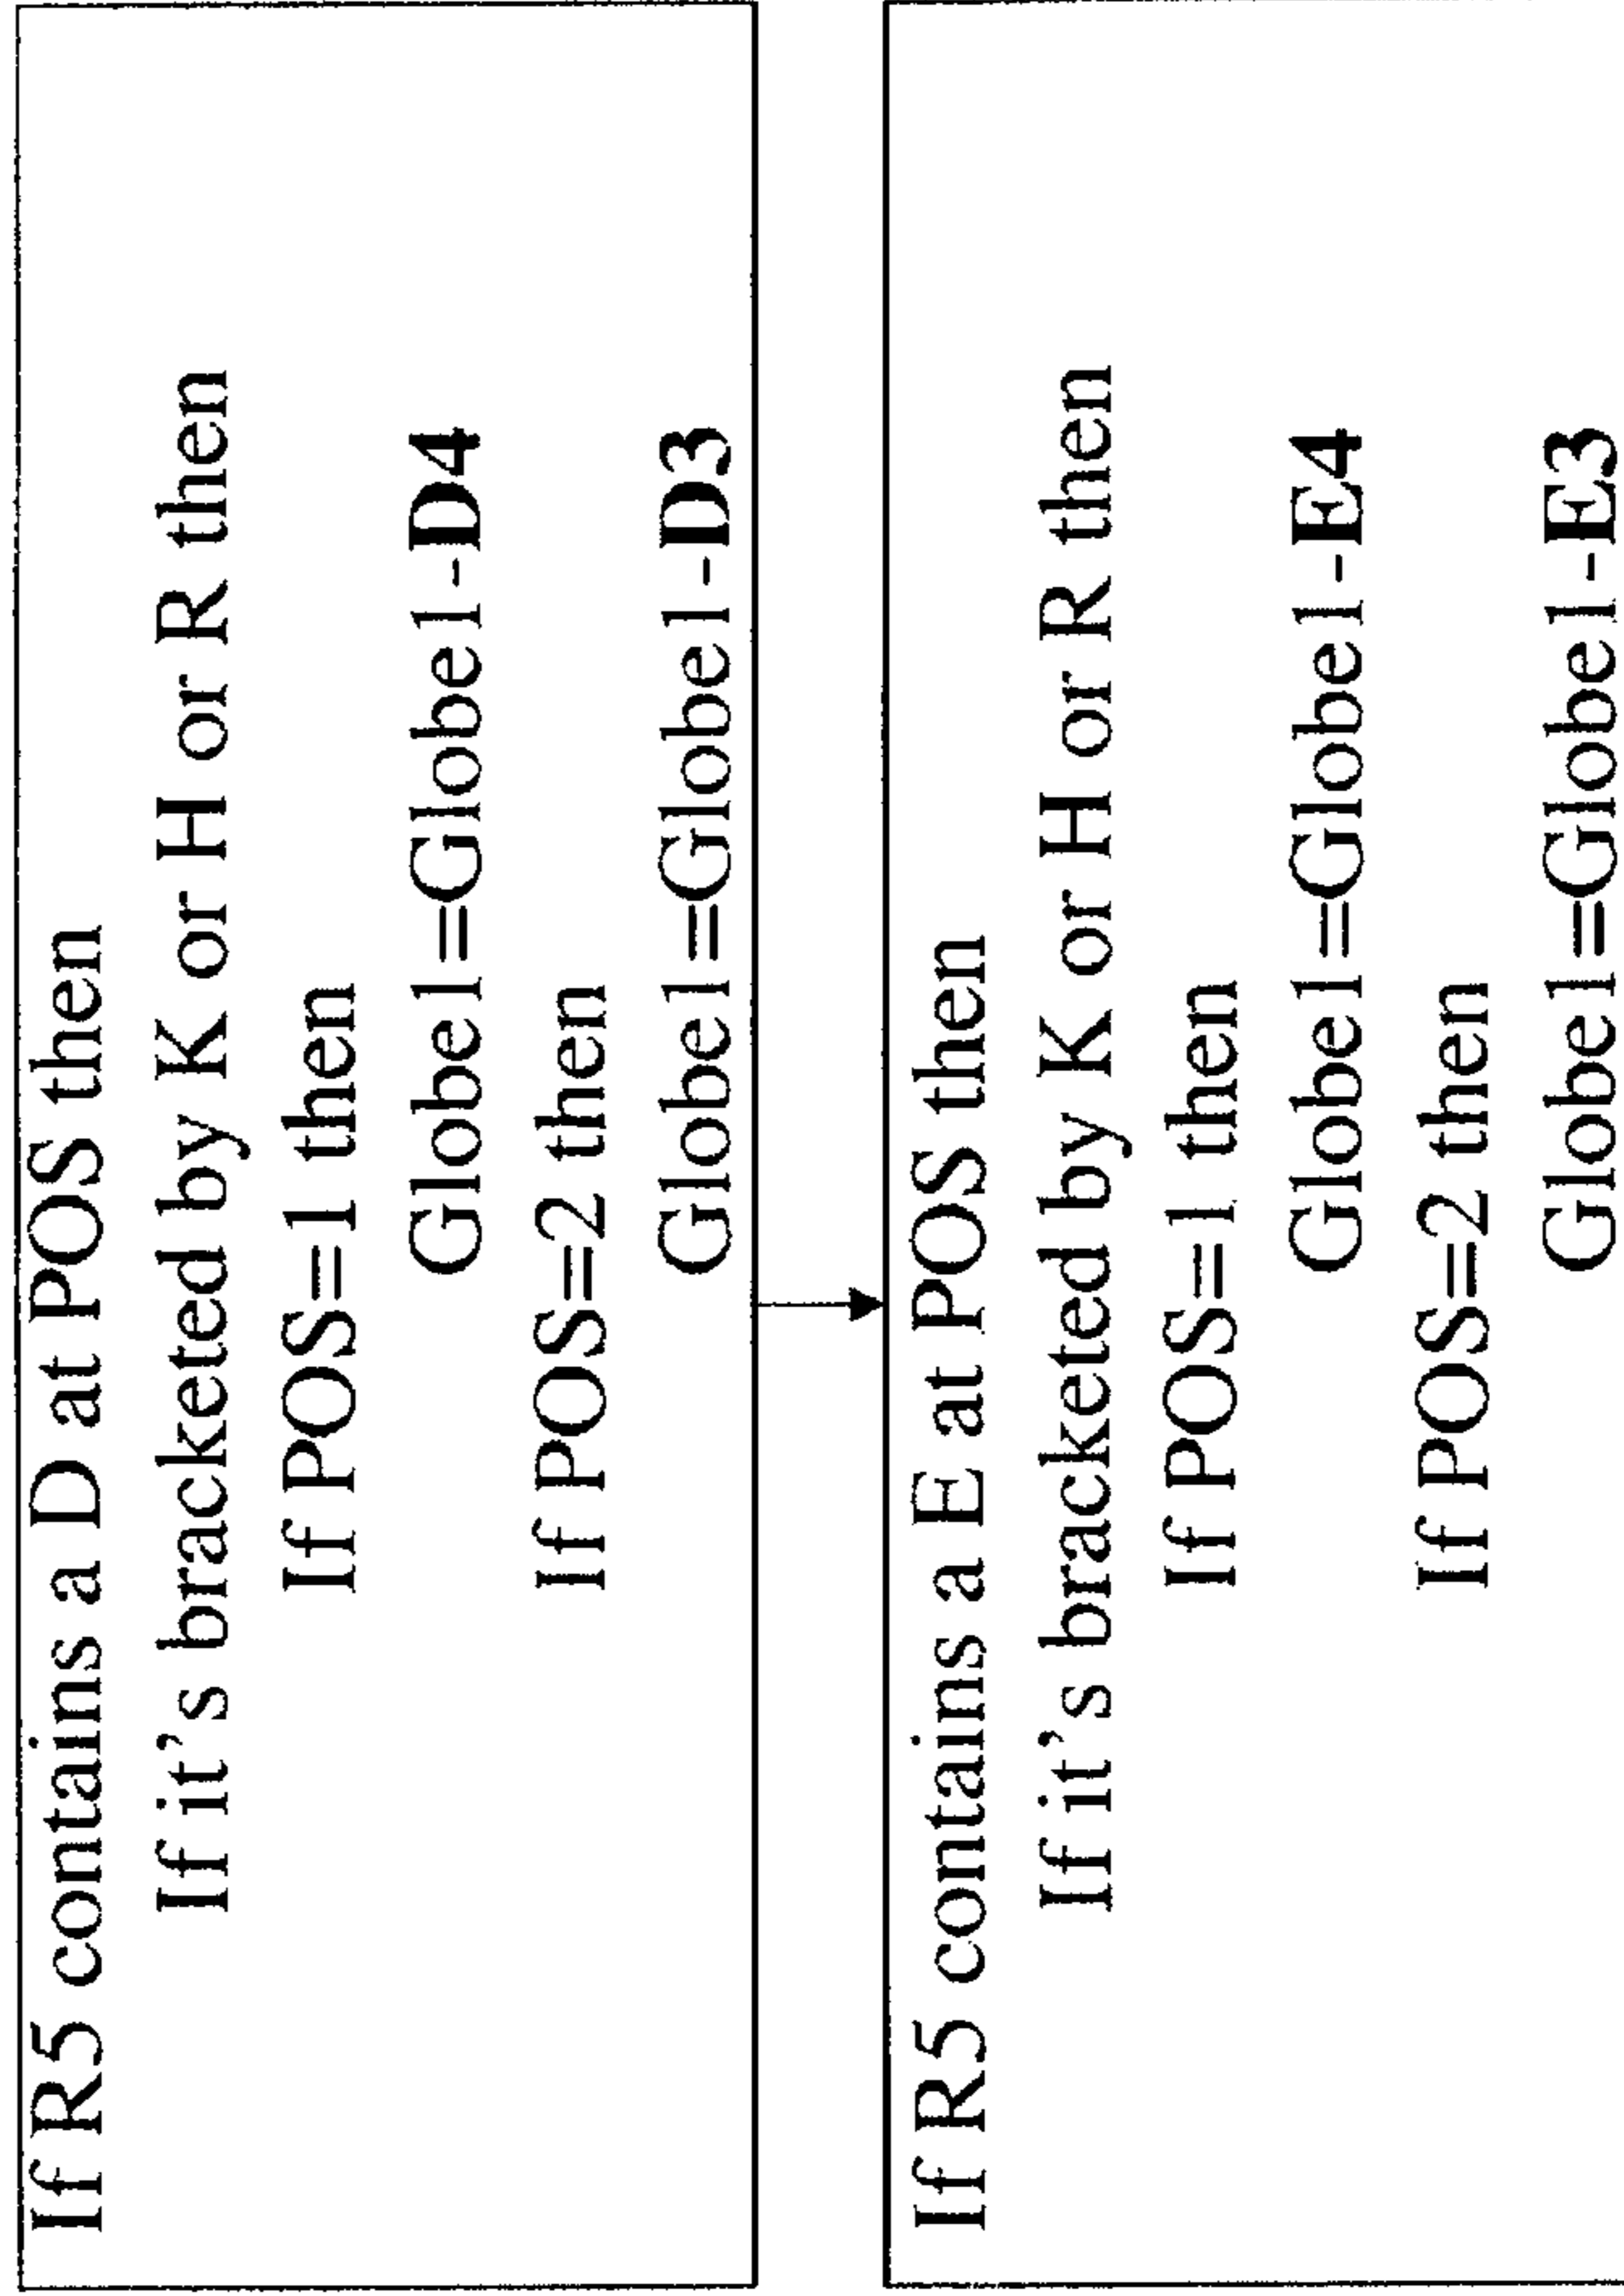 If R5 contains a D at POS then
If it's bracketed by K or H or R then
If POS=1 then
Globe1=Globe1-D4
If POS=2 then
Globe1=Globe1-D3
If R5 contains a E at POS then
If it's bracketed by K or H or R then
If POS=1 then
Globe1=Globe1-E4
If POS=2 then
Globe1=Globe1-E3